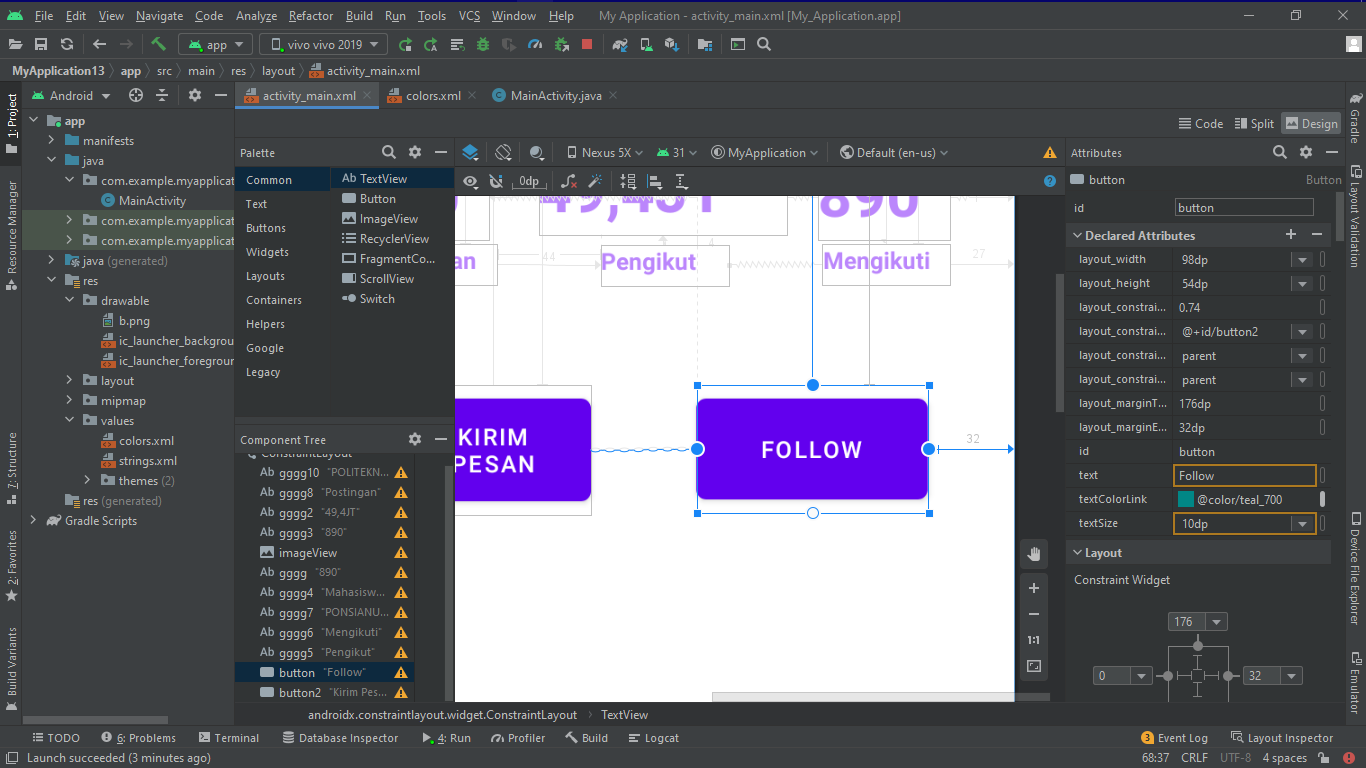 File Edit View Navigate Code Analyze Refactor Build Run Tools VCS Window Help My Application - activity_main.xml [My_Application.app]
app vivo vivo 2019
MyApplication13 app src main res layout activity_main.xml
Android activity_main.xml colors.xml MainActivity.java
Code Split Design
1: Project
Resource Manager
7: Structure
2: Favorites
Build Variants
app
manifests
java
com.example.myapplicat
MainActivity
com.example.myapplicat
com.example.myapplicat
java (generated)
res
drawable
b.png
ic_launcher_backgrou
ic_launcher_foregroun
layout
mipmap
values
colors.xml
strings.xml
themes (2)
res (generated)
Gradle Scripts
Palette
Common
Text
Buttons
Widgets
Layouts
Containers
Helpers
Google
Legacy
Ab TextView
Button
ImageView
RecyclerView
FragmentCo...
ScrollView
Switch
Component Tree
ConstraintLayout
Ab gggg10 "POLITEKN...
Ab gggg8 "Postingan"
Ab gggg2 "49,4JT"
Ab gggg3 "890"
imageView
Ab gggg "890"
Ab gggg4 "Mahasisw...
Ab gggg7 "PONSIANU...
Ab gggg6 "Mengikuti"
Ab gggg5 "Pengikut"
button "Follow"
button2 "Kirim Pes...
Nexus 5X 31 MyApplication Default (en-us)
0dp
890
an 44 Pengikut 4 Mengikuti 27
KIRIM
PESAN
FOLLOW
32
1:1
androidx.constraintlayout.widget.ConstraintLayout TextView
Attributes
button Button
id button
Declared Attributes
layout_width 98dp
layout_height 54dp
layout_constrai... 0.74
layout_constrai... @+id/button2
layout_constrai... parent
layout_constrai... parent
layout_marginT... 176dp
layout_marginE... 32dp
id button
text Follow
textColorLink @color/teal_700
textSize 10dp
Layout
Constraint Widget
176
0 32
Gradle
Layout Validation
Device File Explorer
Emulator
TODO 6: Problems Terminal Database Inspector 4: Run Profiler Build Logcat 3 Event Log Layout Inspector
Launch succeeded (3 minutes ago) 68:37 CRLF UTF-8 4 spaces